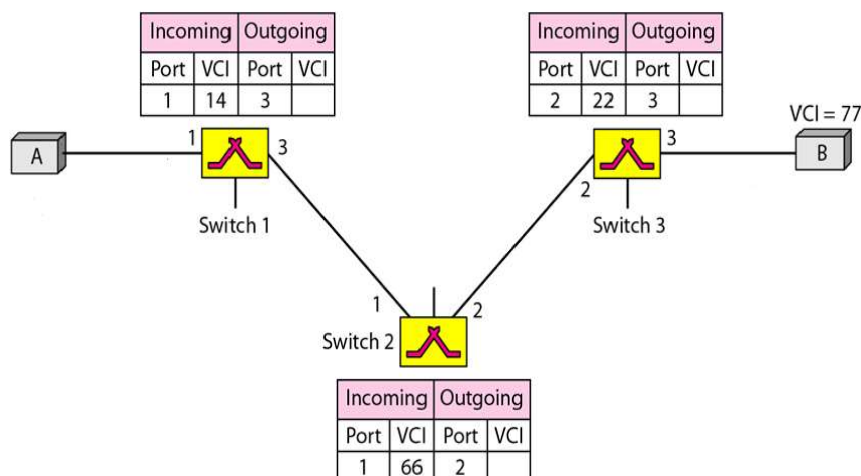 Incoming Outgoing
Port VCI Port VCI
1 14 3
Incoming Outgoing
Port VCI Port VCI
2 22 3
VCI = 77
A
1
3
Switch 1
2
3
Switch 3
B
1
2
Switch 2
Incoming Outgoing
Port VCI Port VCI
1 66 2